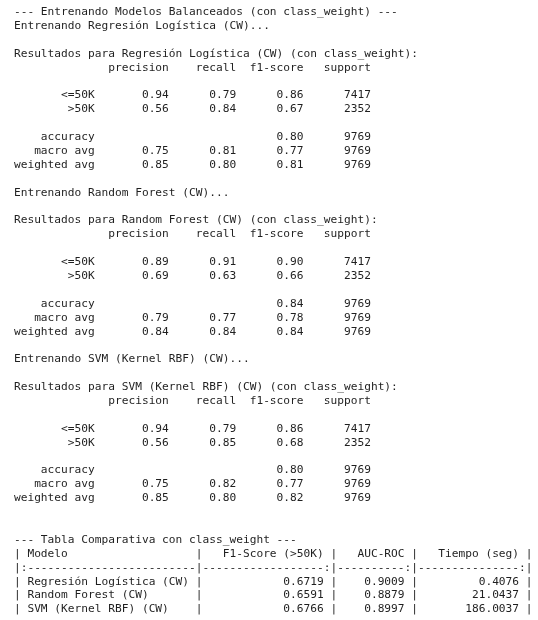 --- Entrenando Modelos Balanceados (con class_weight) ---
Entrenando Regresión Logística (CW)...

Resultados para Regresión Logística (CW) (con class_weight):
              precision    recall  f1-score   support

       <=50K       0.94      0.79      0.86      7417
        >50K       0.56      0.84      0.67      2352

    accuracy                           0.80      9769
   macro avg       0.75      0.81      0.77      9769
weighted avg       0.85      0.80      0.81      9769

Entrenando Random Forest (CW)...

Resultados para Random Forest (CW) (con class_weight):
              precision    recall  f1-score   support

       <=50K       0.89      0.91      0.90      7417
        >50K       0.69      0.63      0.66      2352

    accuracy                           0.84      9769
   macro avg       0.79      0.77      0.78      9769
weighted avg       0.84      0.84      0.84      9769

Entrenando SVM (Kernel RBF) (CW)...

Resultados para SVM (Kernel RBF) (CW) (con class_weight):
              precision    recall  f1-score   support

       <=50K       0.94      0.79      0.86      7417
        >50K       0.56      0.85      0.68      2352

    accuracy                           0.80      9769
   macro avg       0.75      0.82      0.77      9769
weighted avg       0.85      0.80      0.82      9769


--- Tabla Comparativa con class_weight ---
| Modelo                   |   F1-Score (>50K) |   AUC-ROC |   Tiempo (seg) |
|:-------------------------|------------------:|----------:|---------------:|
| Regresión Logística (CW) |            0.6719 |    0.9009 |         0.4076 |
| Random Forest (CW)       |            0.6591 |    0.8879 |        21.0437 |
| SVM (Kernel RBF) (CW)    |            0.6766 |    0.8997 |       186.0037 |